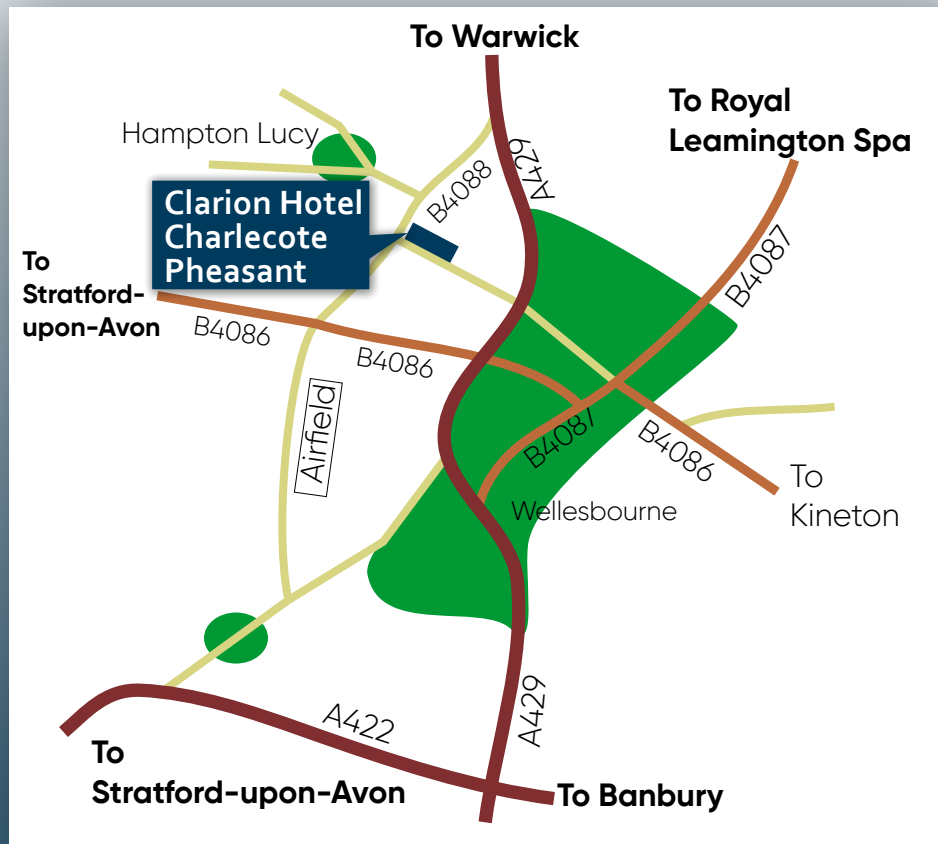 To Warwick
To Royal
Leamington Spa
Hampton Lucy
A429
B4088
Clarion Hotel
Charlecote
Pheasant
To
Stratford-
upon-Avon
B4087
B4086
B4086
Airfield
B4087
B4086
To
Kineton
Wellesbourne
A429
A422
To
Stratford-upon-Avon
To Banbury